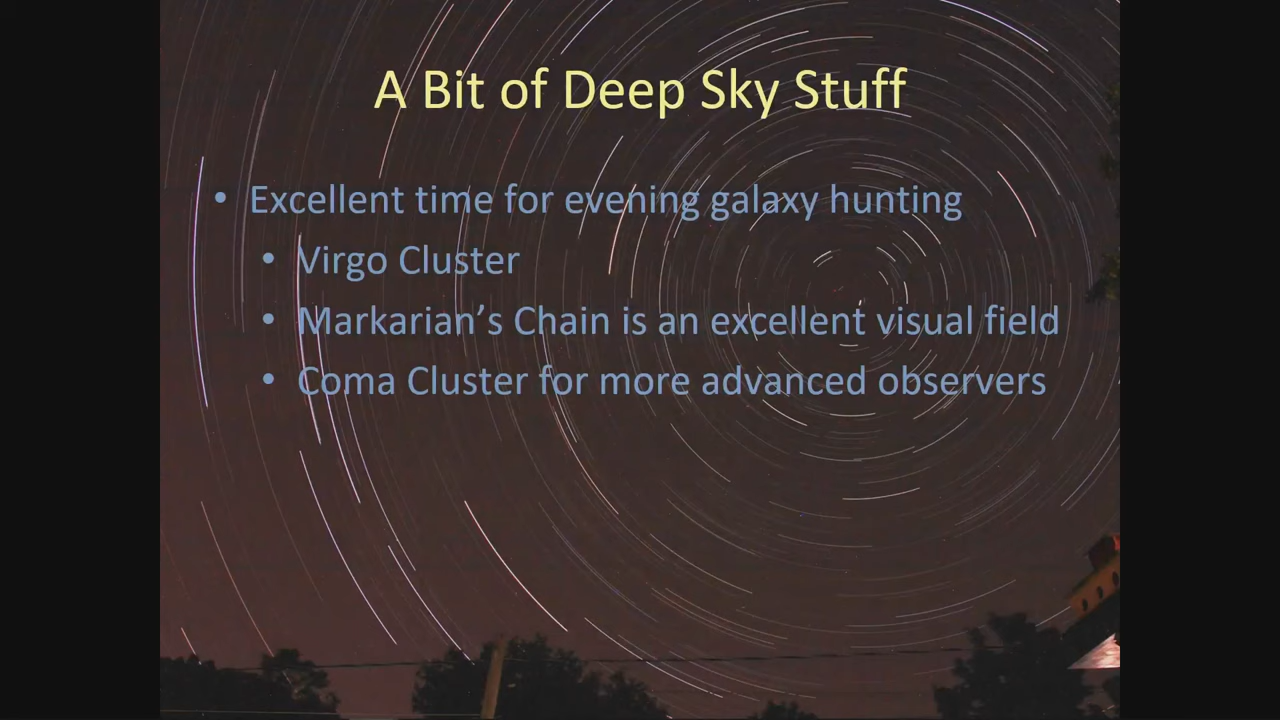 A Bit of Deep Sky Stuff
• Excellent time for evening galaxy hunting
• Virgo Cluster
• Markarian’s Chain is an excellent visual field
• Coma Cluster for more advanced observers